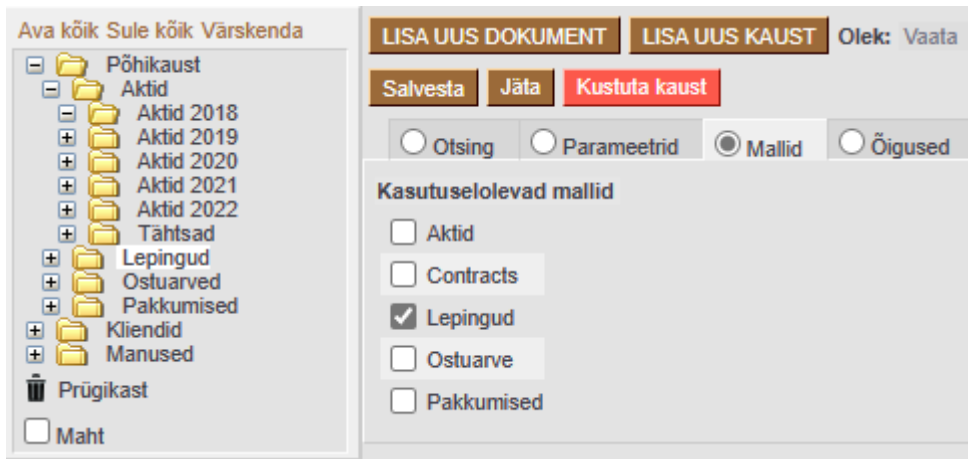 Ava kõik Sule kõik Värskenda
Põhikaust
Aktid
Aktid 2018
Aktid 2019
Aktid 2020
Aktid 2021
Aktid 2022
Tähtsad
Lepingud
Ostuarved
Pakkumised
Kliendid
Manused
Prügikast
Maht
LISA UUS DOKUMENT LISA UUS KAUST Olek: Vaata
Salvesta Jäta Kustuta kaust
Otsing Parameetrid Mallid Õigused
Kasutuselolevad mallid
Aktid
Contracts
Lepingud
Ostuarve
Pakkumised